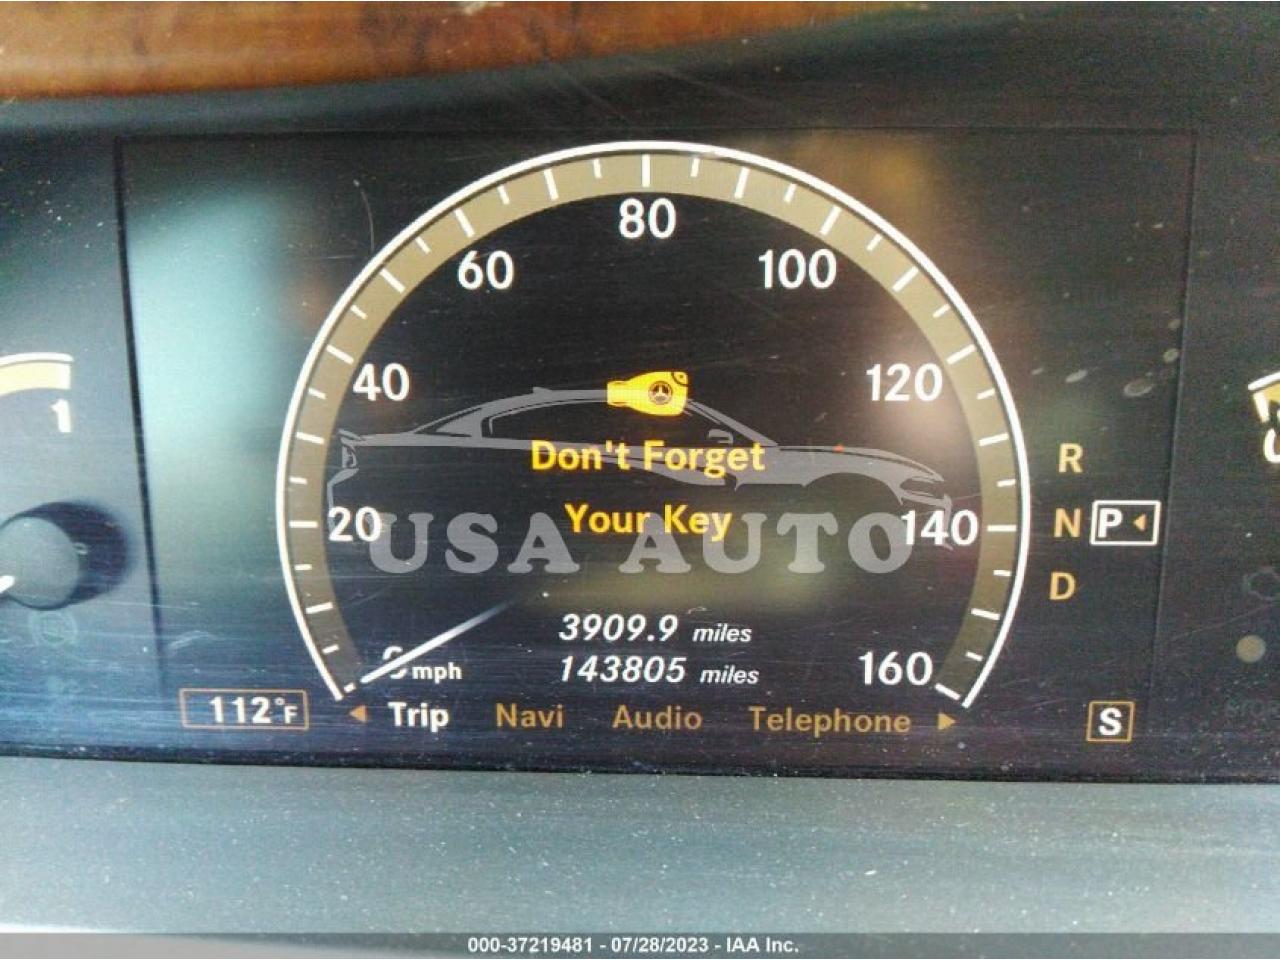 80
60
100
40
120
1
Don't Forget
R
20
Your Key
140
N
P
USA AUTO
D
3909.9 miles
mph
143805 miles
160
112°F
Trip
Navi
Audio
Telephone
S
000-37219481 - 07/28/2023 - IAA Inc.